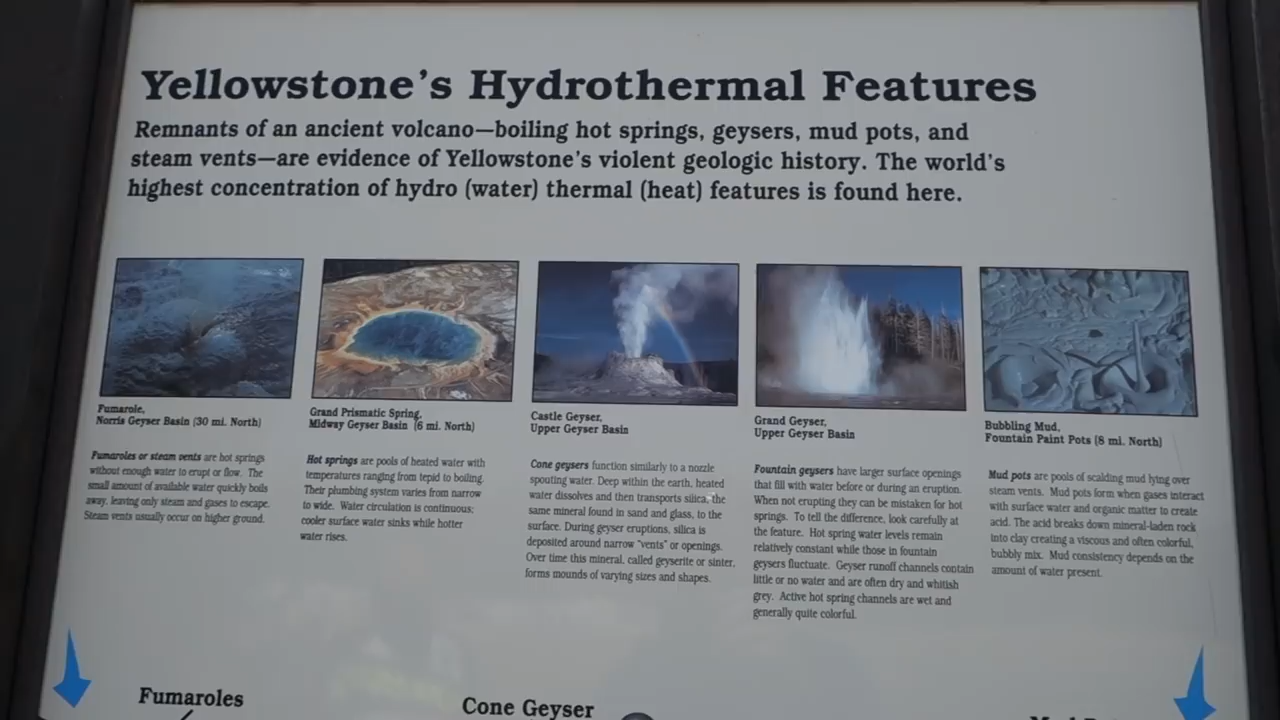 Yellowstone's Hydrothermal Features
Remnants of an ancient volcano—boiling hot springs, geysers, mud pots, and
steam vents—are evidence of Yellowstone's violent geologic history. The world's
highest concentration of hydro (water) thermal (heat) features is found here.
Fumarole,
Norris Geyser Basin (30 mi. North)
Fumaroles or steam vents are hot springs
without enough water to erupt or flow. The
small amount of available water quickly boils
away, leaving only steam and gases to escape.
Steam vents usually occur on higher ground.
Grand Prismatic Spring,
Midway Geyser Basin (6 mi. North)
Hot springs are pools of heated water with
temperatures ranging from tepid to boiling.
Their plumbing system varies from narrow
to wide. Water circulation is continuous;
cooler surface water sinks while hotter
water rises.
Castle Geyser,
Upper Geyser Basin
Cone geysers function similarly to a nozzle
spouting water. Deep within the earth, heated
water dissolves and then transports silica, the
same mineral found in sand and glass, to the
surface. During geyser eruptions, silica is
deposited around narrow "vents" or openings.
Over time this mineral, called geyserite or sinter,
forms mounds of varying sizes and shapes.
Grand Geyser,
Upper Geyser Basin
Fountain geysers have larger surface openings
that fill with water before or during an eruption.
When not erupting they can be mistaken for hot
springs. To tell the difference, look carefully at
the feature. Hot spring water levels remain
relatively constant while those in fountain
geysers fluctuate. Geyser runoff channels contain
little or no water and are often dry and whitish
grey. Active hot spring channels are wet and
generally quite colorful.
Bubbling Mud,
Fountain Paint Pots (8 mi. North)
Mud pots are pools of scalding mud lying over
steam vents. Mud pots form when gases interact
with surface water and organic matter to create
acid. The acid breaks down mineral-laden rock
into clay creating a viscous and often colorful,
bubbly mix. Mud consistency depends on the
amount of water present.
Fumaroles
Cone Geyser